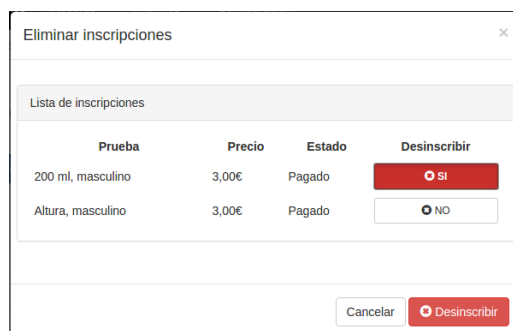 Eliminar inscripciones ×
Lista de inscripciones
Prueba Precio Estado Desinscribir
200 ml, masculino 3,00€ Pagado SI
Altura, masculino 3,00€ Pagado NO
Cancelar Desinscribir